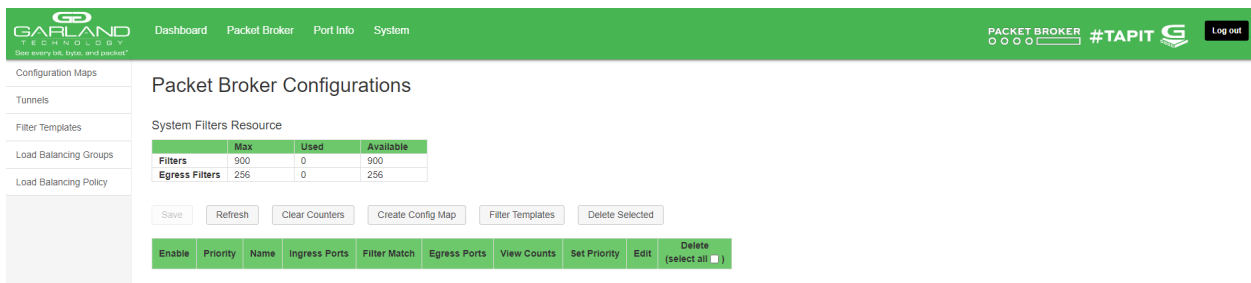 GARLAND
TECHNOLOGY
See every bit, byte, and packet®
Dashboard Packet Broker Port Info System
PACKET BROKER
#TAPIT
Log out
Configuration Maps
Tunnels
Filter Templates
Load Balancing Groups
Load Balancing Policy
Packet Broker Configurations
System Filters Resource
Max Used Available
Filters 900 0 900
Egress Filters 256 0 256
Save Refresh Clear Counters Create Config Map Filter Templates Delete Selected
Enable Priority Name Ingress Ports Filter Match Egress Ports View Counts Set Priority Edit Delete
(select all )